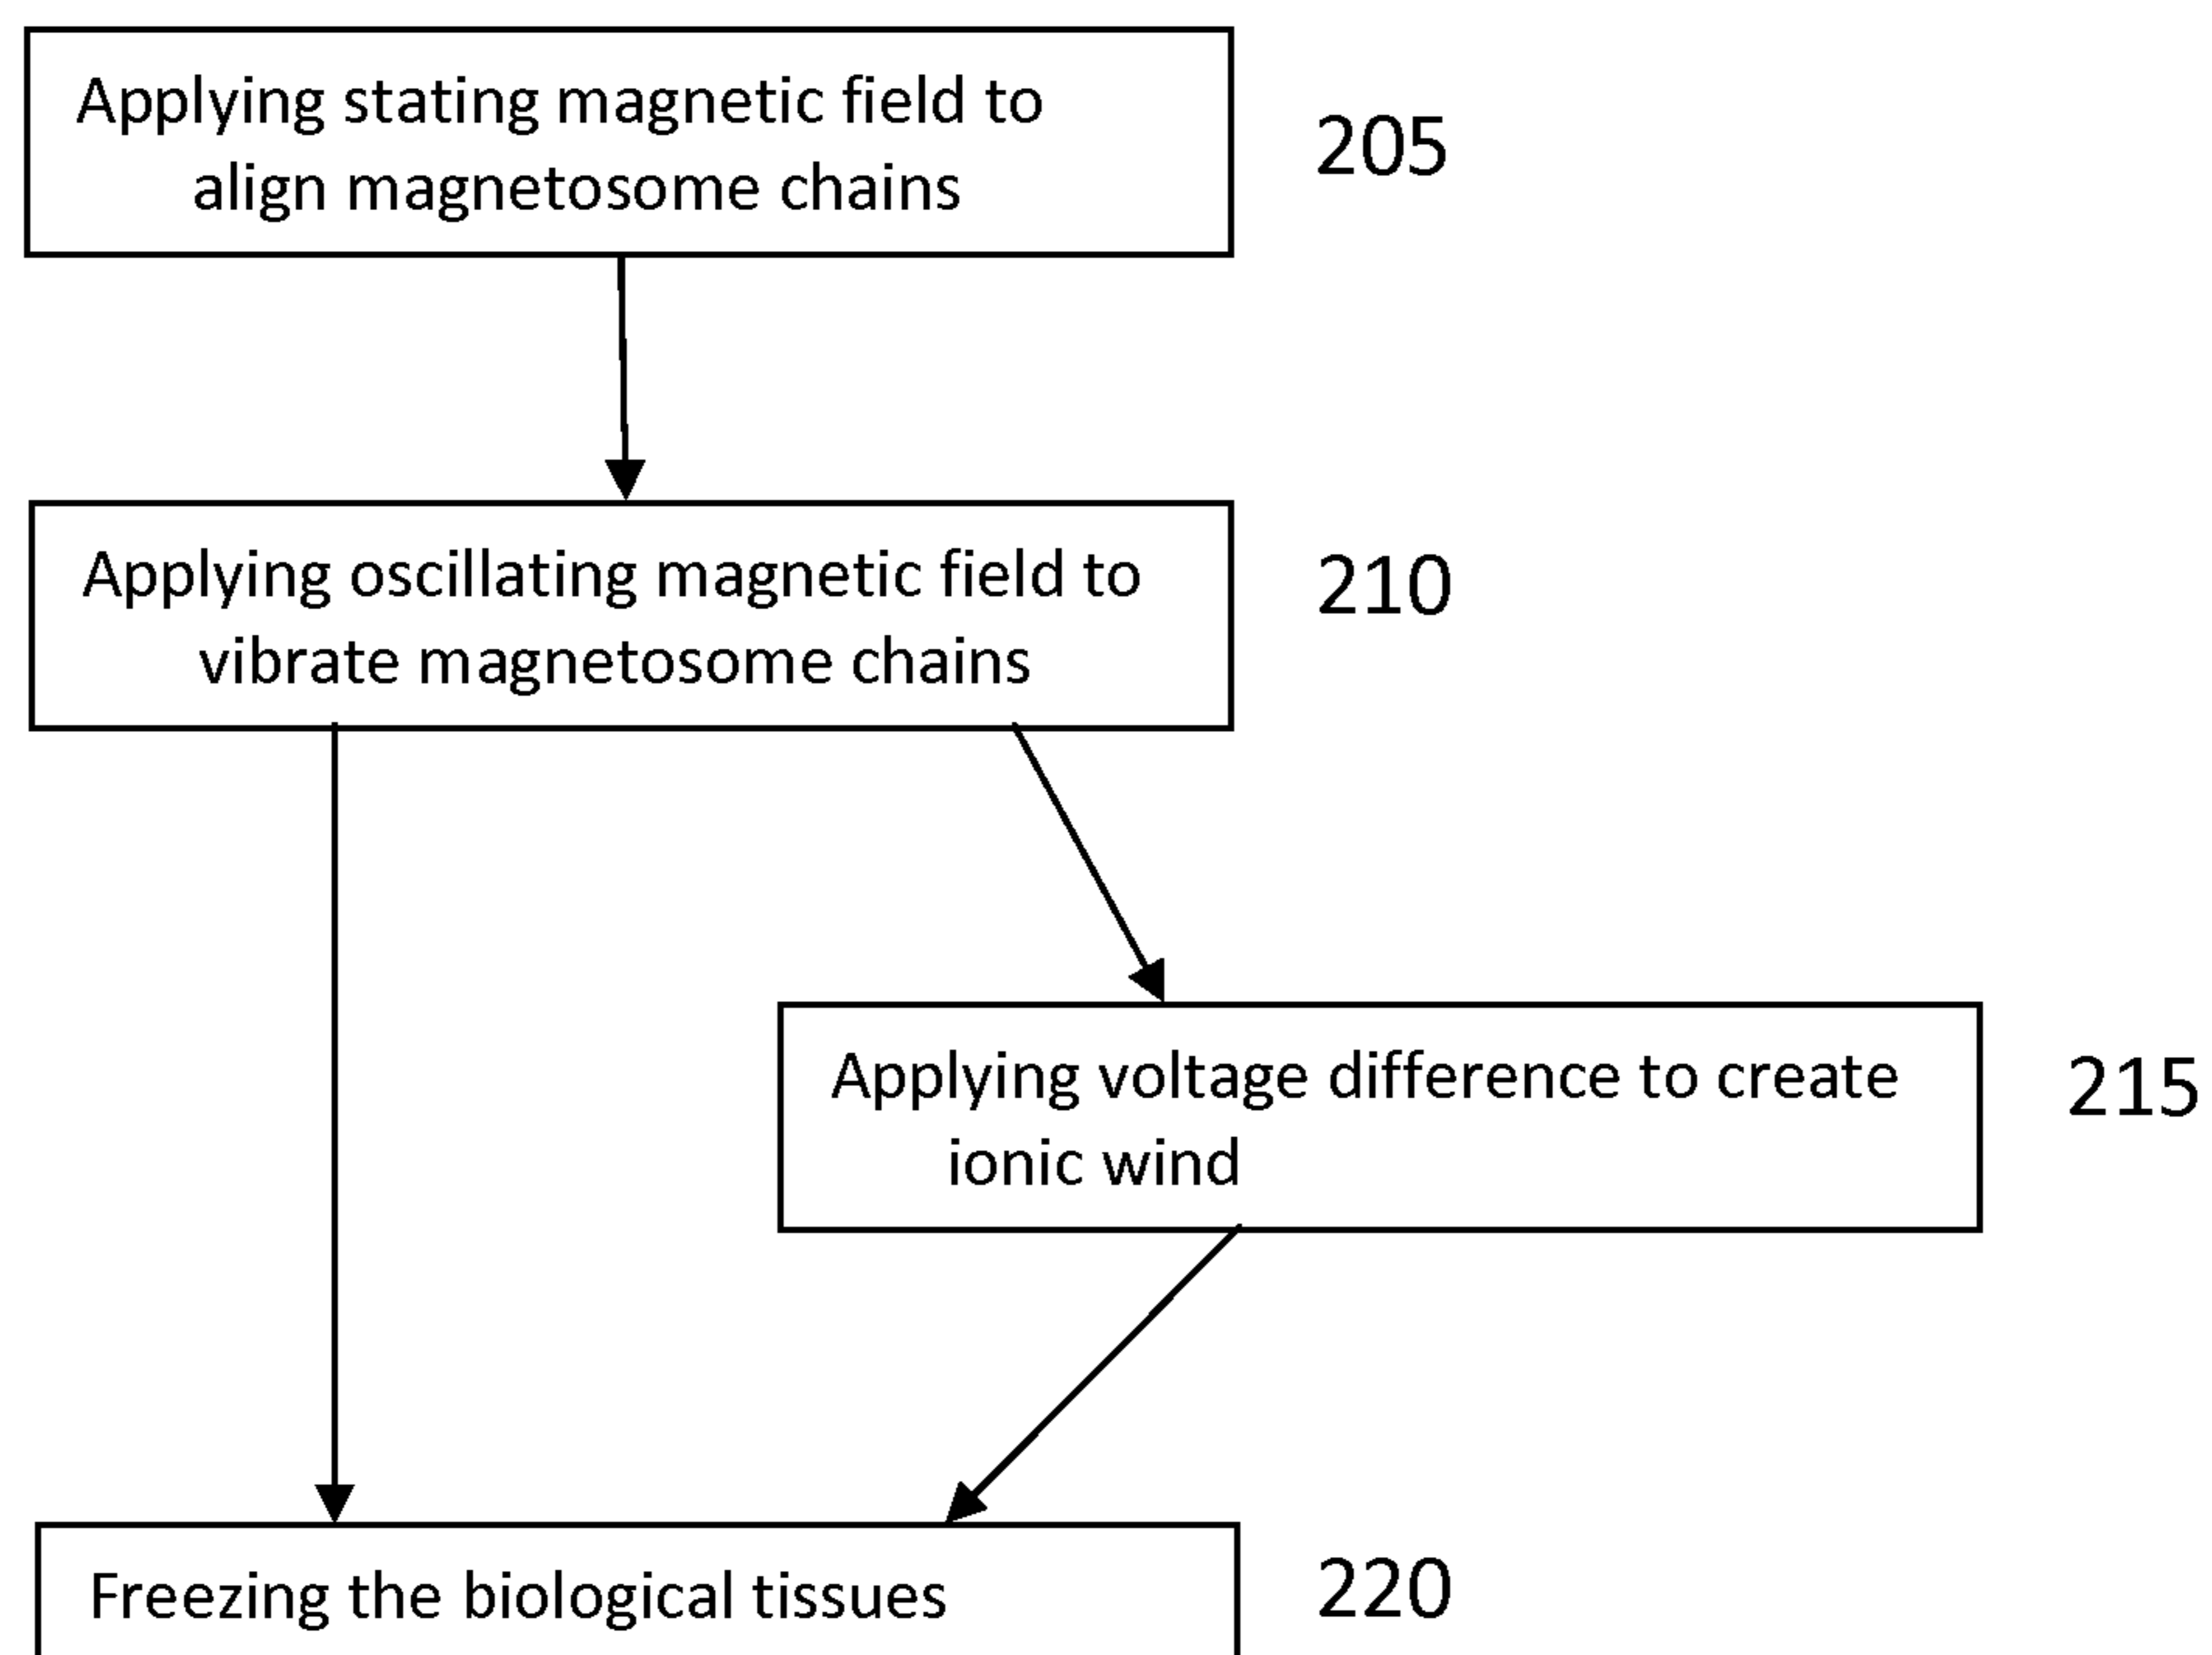 Applying stating magnetic field to
align magnetosome chains
205
Applying oscillating magnetic field to
vibrate magnetosome chains
210
Applying voltage difference to create
ionic wind
215
Freezing the biological tissues
220